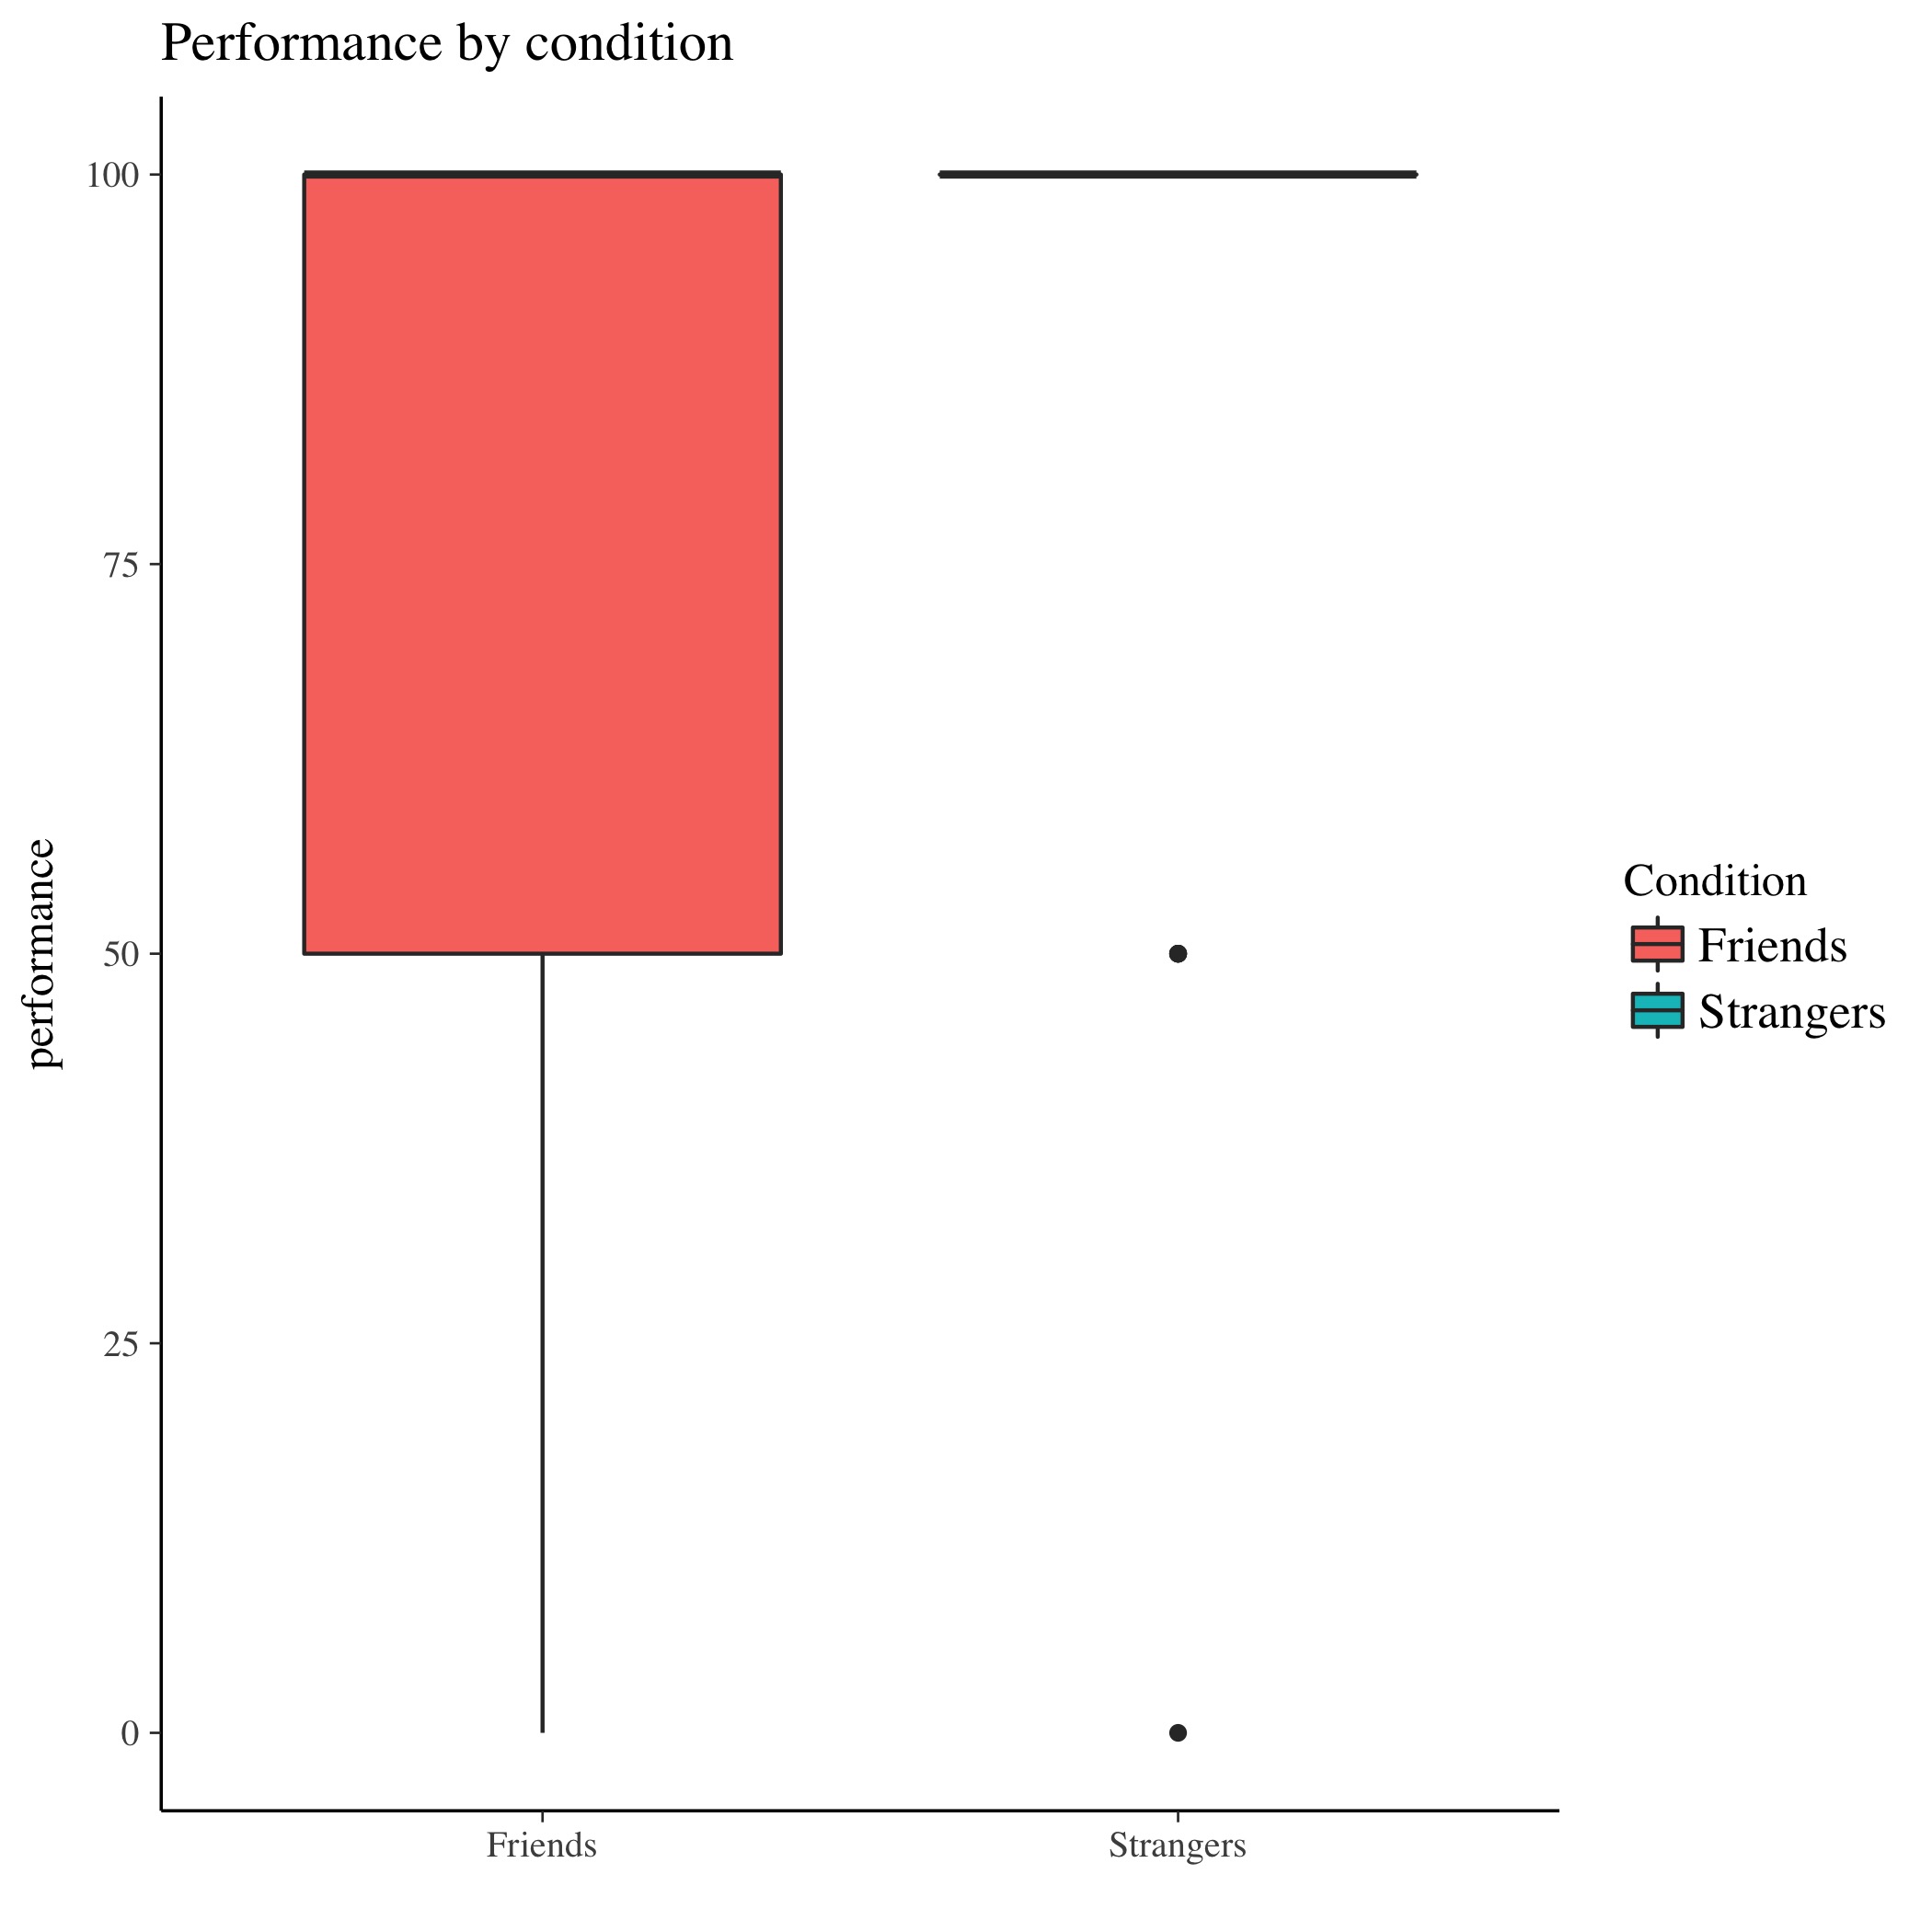 Performance by condition
100
75
50
25
0
performance
Friends
Strangers
Condition
Friends
Strangers